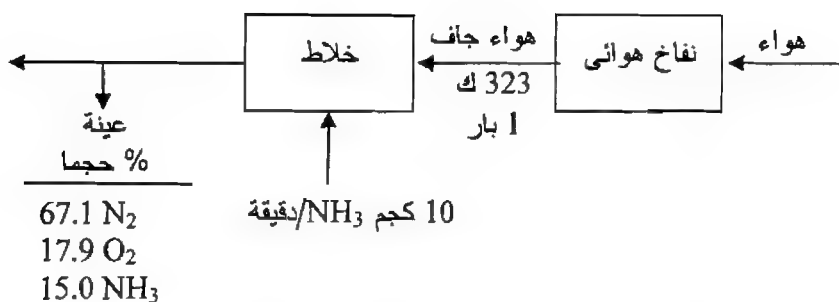 هواء
نفاخ هوائى
هواء جاف
323 ك
1 بار
خلاط
10 كجم NH₃/دقيقة
عينة
% حجما
67.1 N₂
17.9 O₂
15.0 NH₃